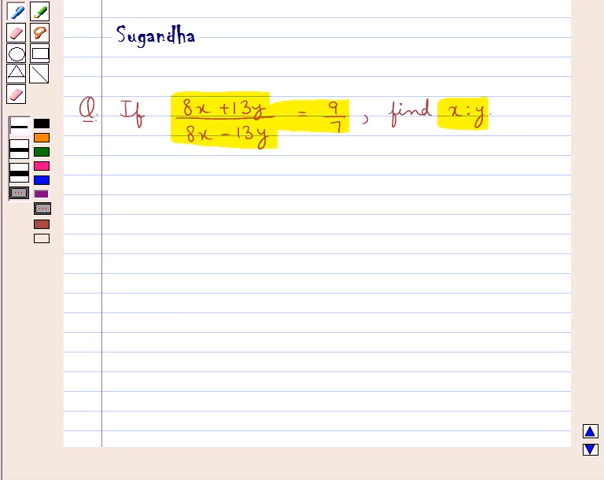 Sugandha
Q. If (8x + 13y)/(8x - 13y) = 9/7, find x:y.